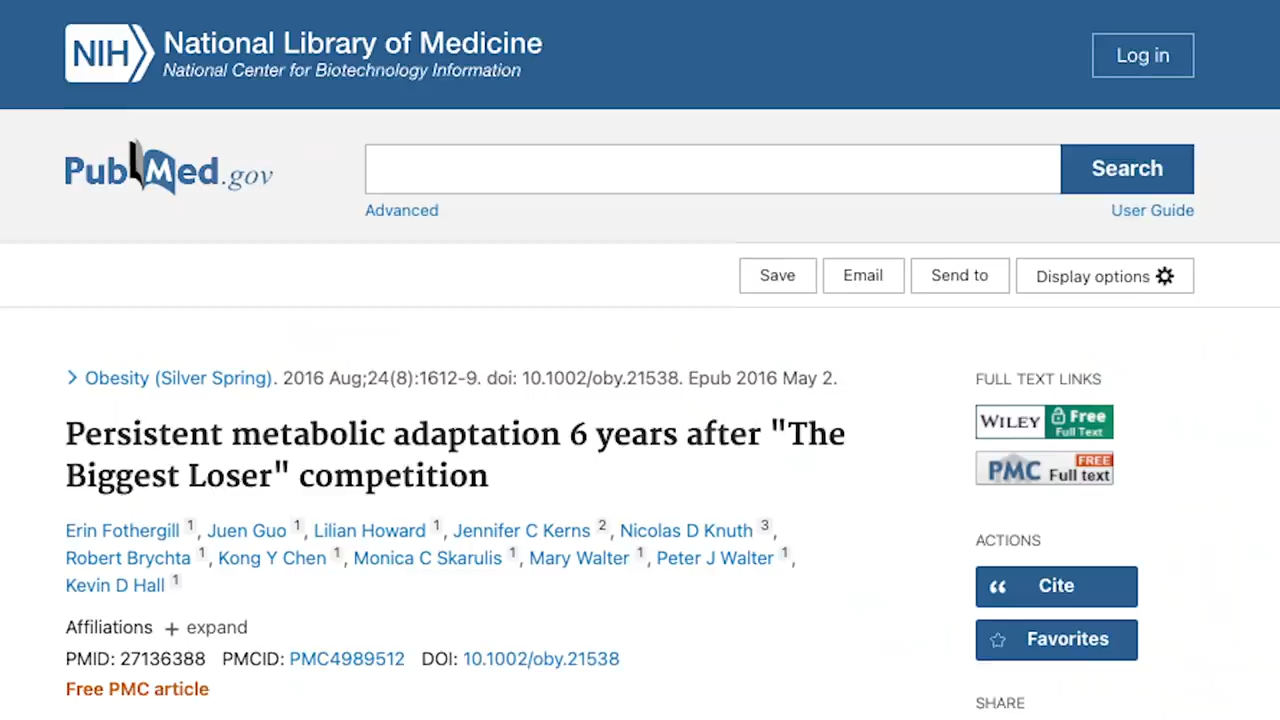 NIH National Library of Medicine
National Center for Biotechnology Information
Log in
PubMed.gov
Search
Advanced
User Guide
Save
Email
Send to
Display options
Obesity (Silver Spring). 2016 Aug;24(8):1612-9. doi: 10.1002/oby.21538. Epub 2016 May 2.
Persistent metabolic adaptation 6 years after "The
Biggest Loser" competition
Erin Fothergill 1, Juen Guo 1, Lilian Howard 1, Jennifer C Kerns 2, Nicolas D Knuth 3,
Robert Brychta 1, Kong Y Chen 1, Monica C Skarulis 1, Mary Walter 1, Peter J Walter 1,
Kevin D Hall 1
Affiliations + expand
PMID: 27136388 PMCID: PMC4989512 DOI: 10.1002/oby.21538
Free PMC article
FULL TEXT LINKS
WILEY Free
Full Text
PMC FREE
Full text
ACTIONS
Cite
Favorites
SHARE